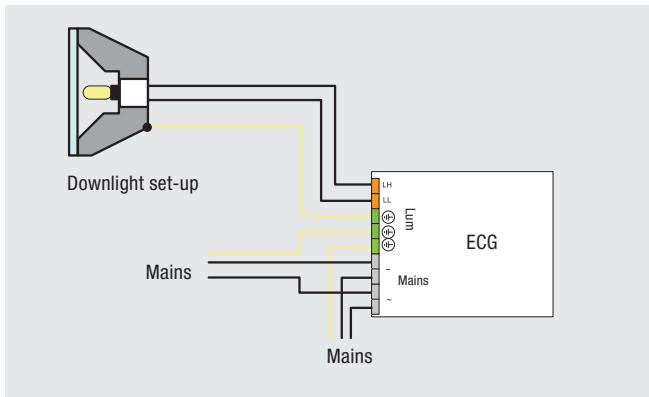 Downlight set-up
LH
LL
Lum
ECG
~
Mains
Mains
~
Mains